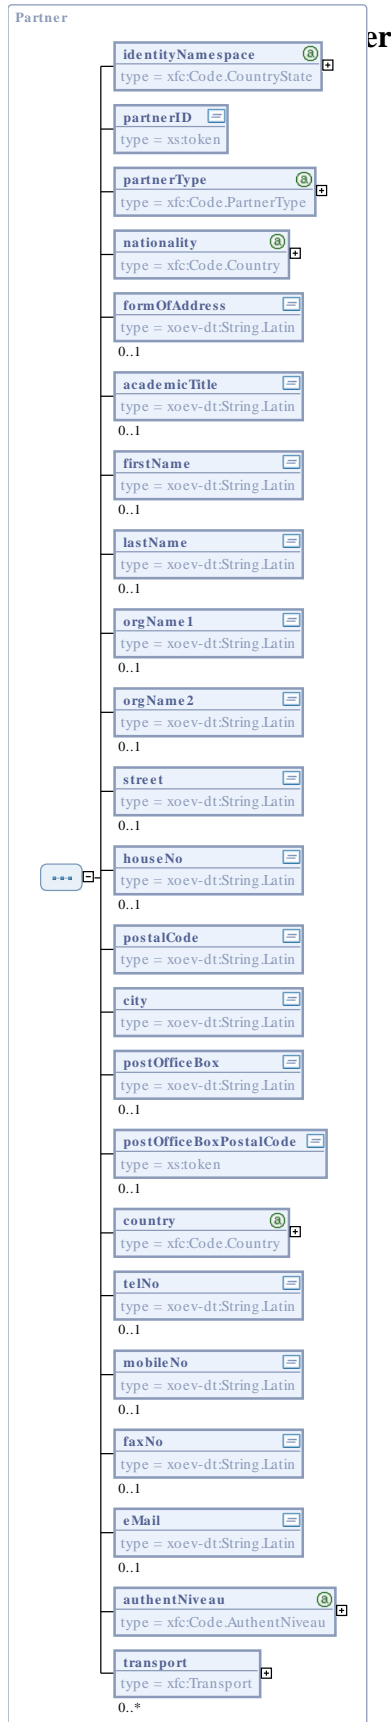 Partner
er
identityNamespace
type = xfc:Code.CountryState
partnerID
type = xs:token
partnerType
type = xfc:Code.PartnerType
nationality
type = xfc:Code.Country
formOfAddress
type = xoev-dt:String.Latin
0..1
academicTitle
type = xoev-dt:String.Latin
0..1
firstName
type = xoev-dt:String.Latin
0..1
lastName
type = xoev-dt:String.Latin
0..1
orgName1
type = xoev-dt:String.Latin
0..1
orgName2
type = xoev-dt:String.Latin
0..1
street
type = xoev-dt:String.Latin
0..1
houseNo
type = xoev-dt:String.Latin
0..1
postalCode
type = xoev-dt:String.Latin
city
type = xoev-dt:String.Latin
postOfficeBox
type = xoev-dt:String.Latin
0..1
postOfficeBoxPostalCode
type = xs:token
0..1
country
type = xfc:Code.Country
telNo
type = xoev-dt:String.Latin
0..1
mobileNo
type = xoev-dt:String.Latin
0..1
faxNo
type = xoev-dt:String.Latin
0..1
eMail
type = xoev-dt:String.Latin
0..1
authentNiveau
type = xfc:Code.AuthentNiveau
transport
type = xfc:Transport
0..*